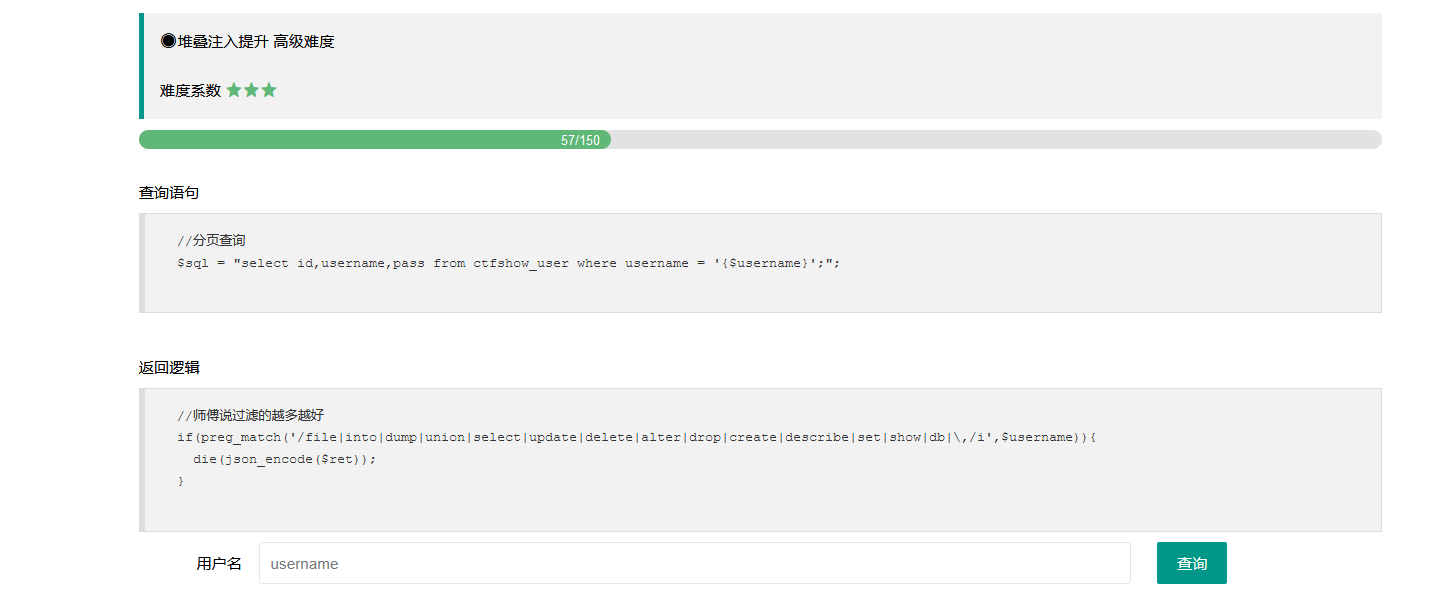 ◉堆叠注入提升 高级难度
难度系数 ★★★
57/150
查询语句
//分页查询
$sql = "select id,username,pass from ctfshow_user where username = '{$username}';";
返回逻辑
//师傅说过滤的越多越好
if(preg_match('/file|into|dump|union|select|update|delete|alter|drop|create|describe|set|show|db|\,/i',$username)){
die(json_encode($ret));
}
用户名 username 查询